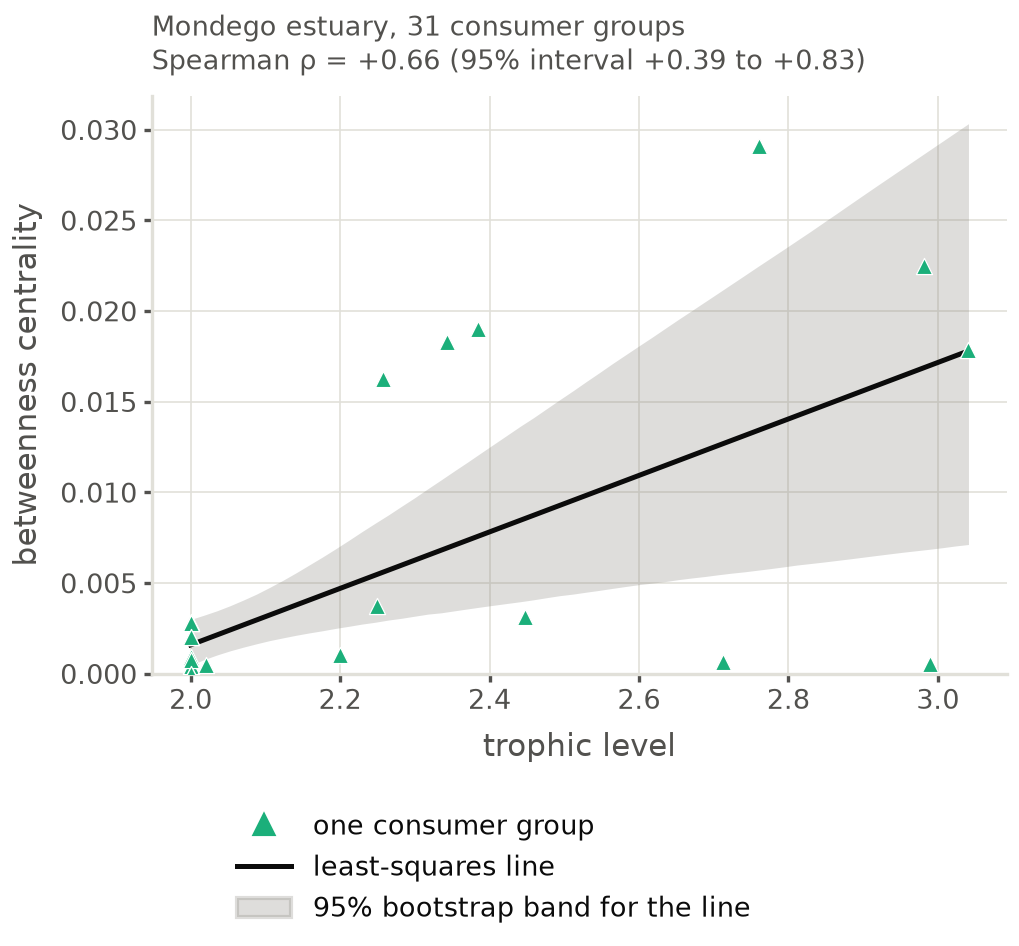 Mondego estuary, 31 consumer groups
Spearman ρ = +0.66 (95% interval +0.39 to +0.83)
betweenness centrality
0.030
0.025
0.020
0.015
0.010
0.005
0.000
2.0 2.2 2.4 2.6 2.8 3.0
trophic level
one consumer group
least-squares line
95% bootstrap band for the line